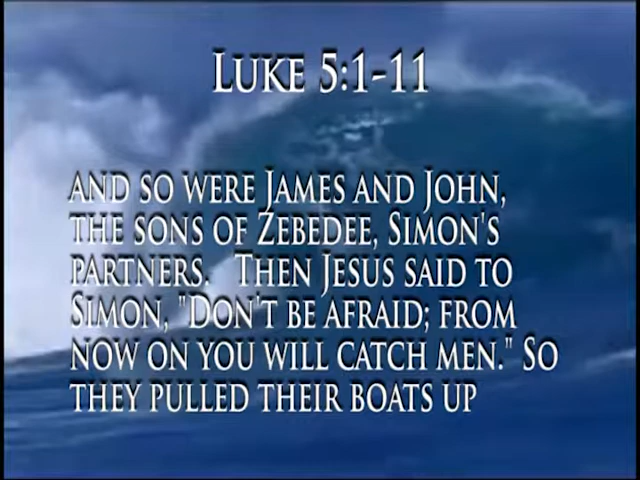 Luke 5:1-11
and so were James and John,
the sons of Zebedee, Simon's
partners. Then Jesus said to
Simon, "Don't be afraid; from
now on you will catch men." So
they pulled their boats up